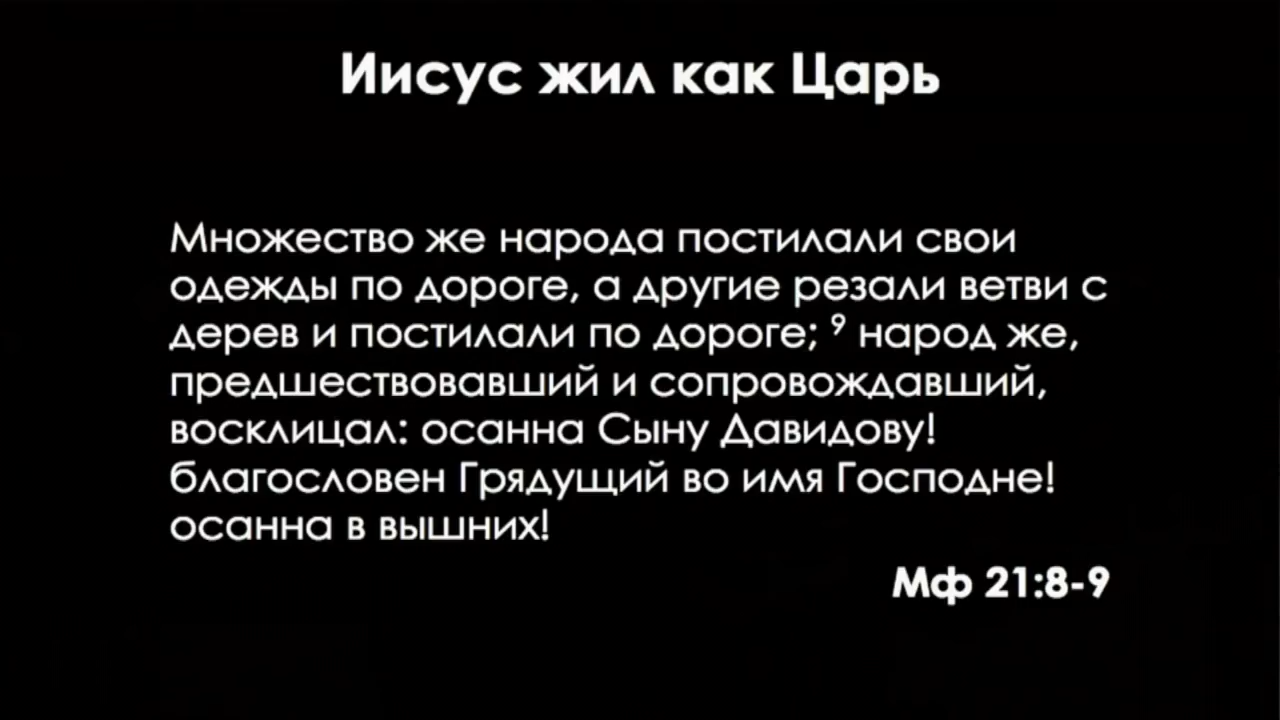 Иисус жил как Царь
Множество же народа постилали свои
одежды по дороге, а другие резали ветви с
дерев и постилали по дороге; ⁹ народ же,
предшествовавший и сопровождавший,
восклицал: осанна Сыну Давидову!
благословен Грядущий во имя Господне!
осанна в вышних!
Мф 21:8-9